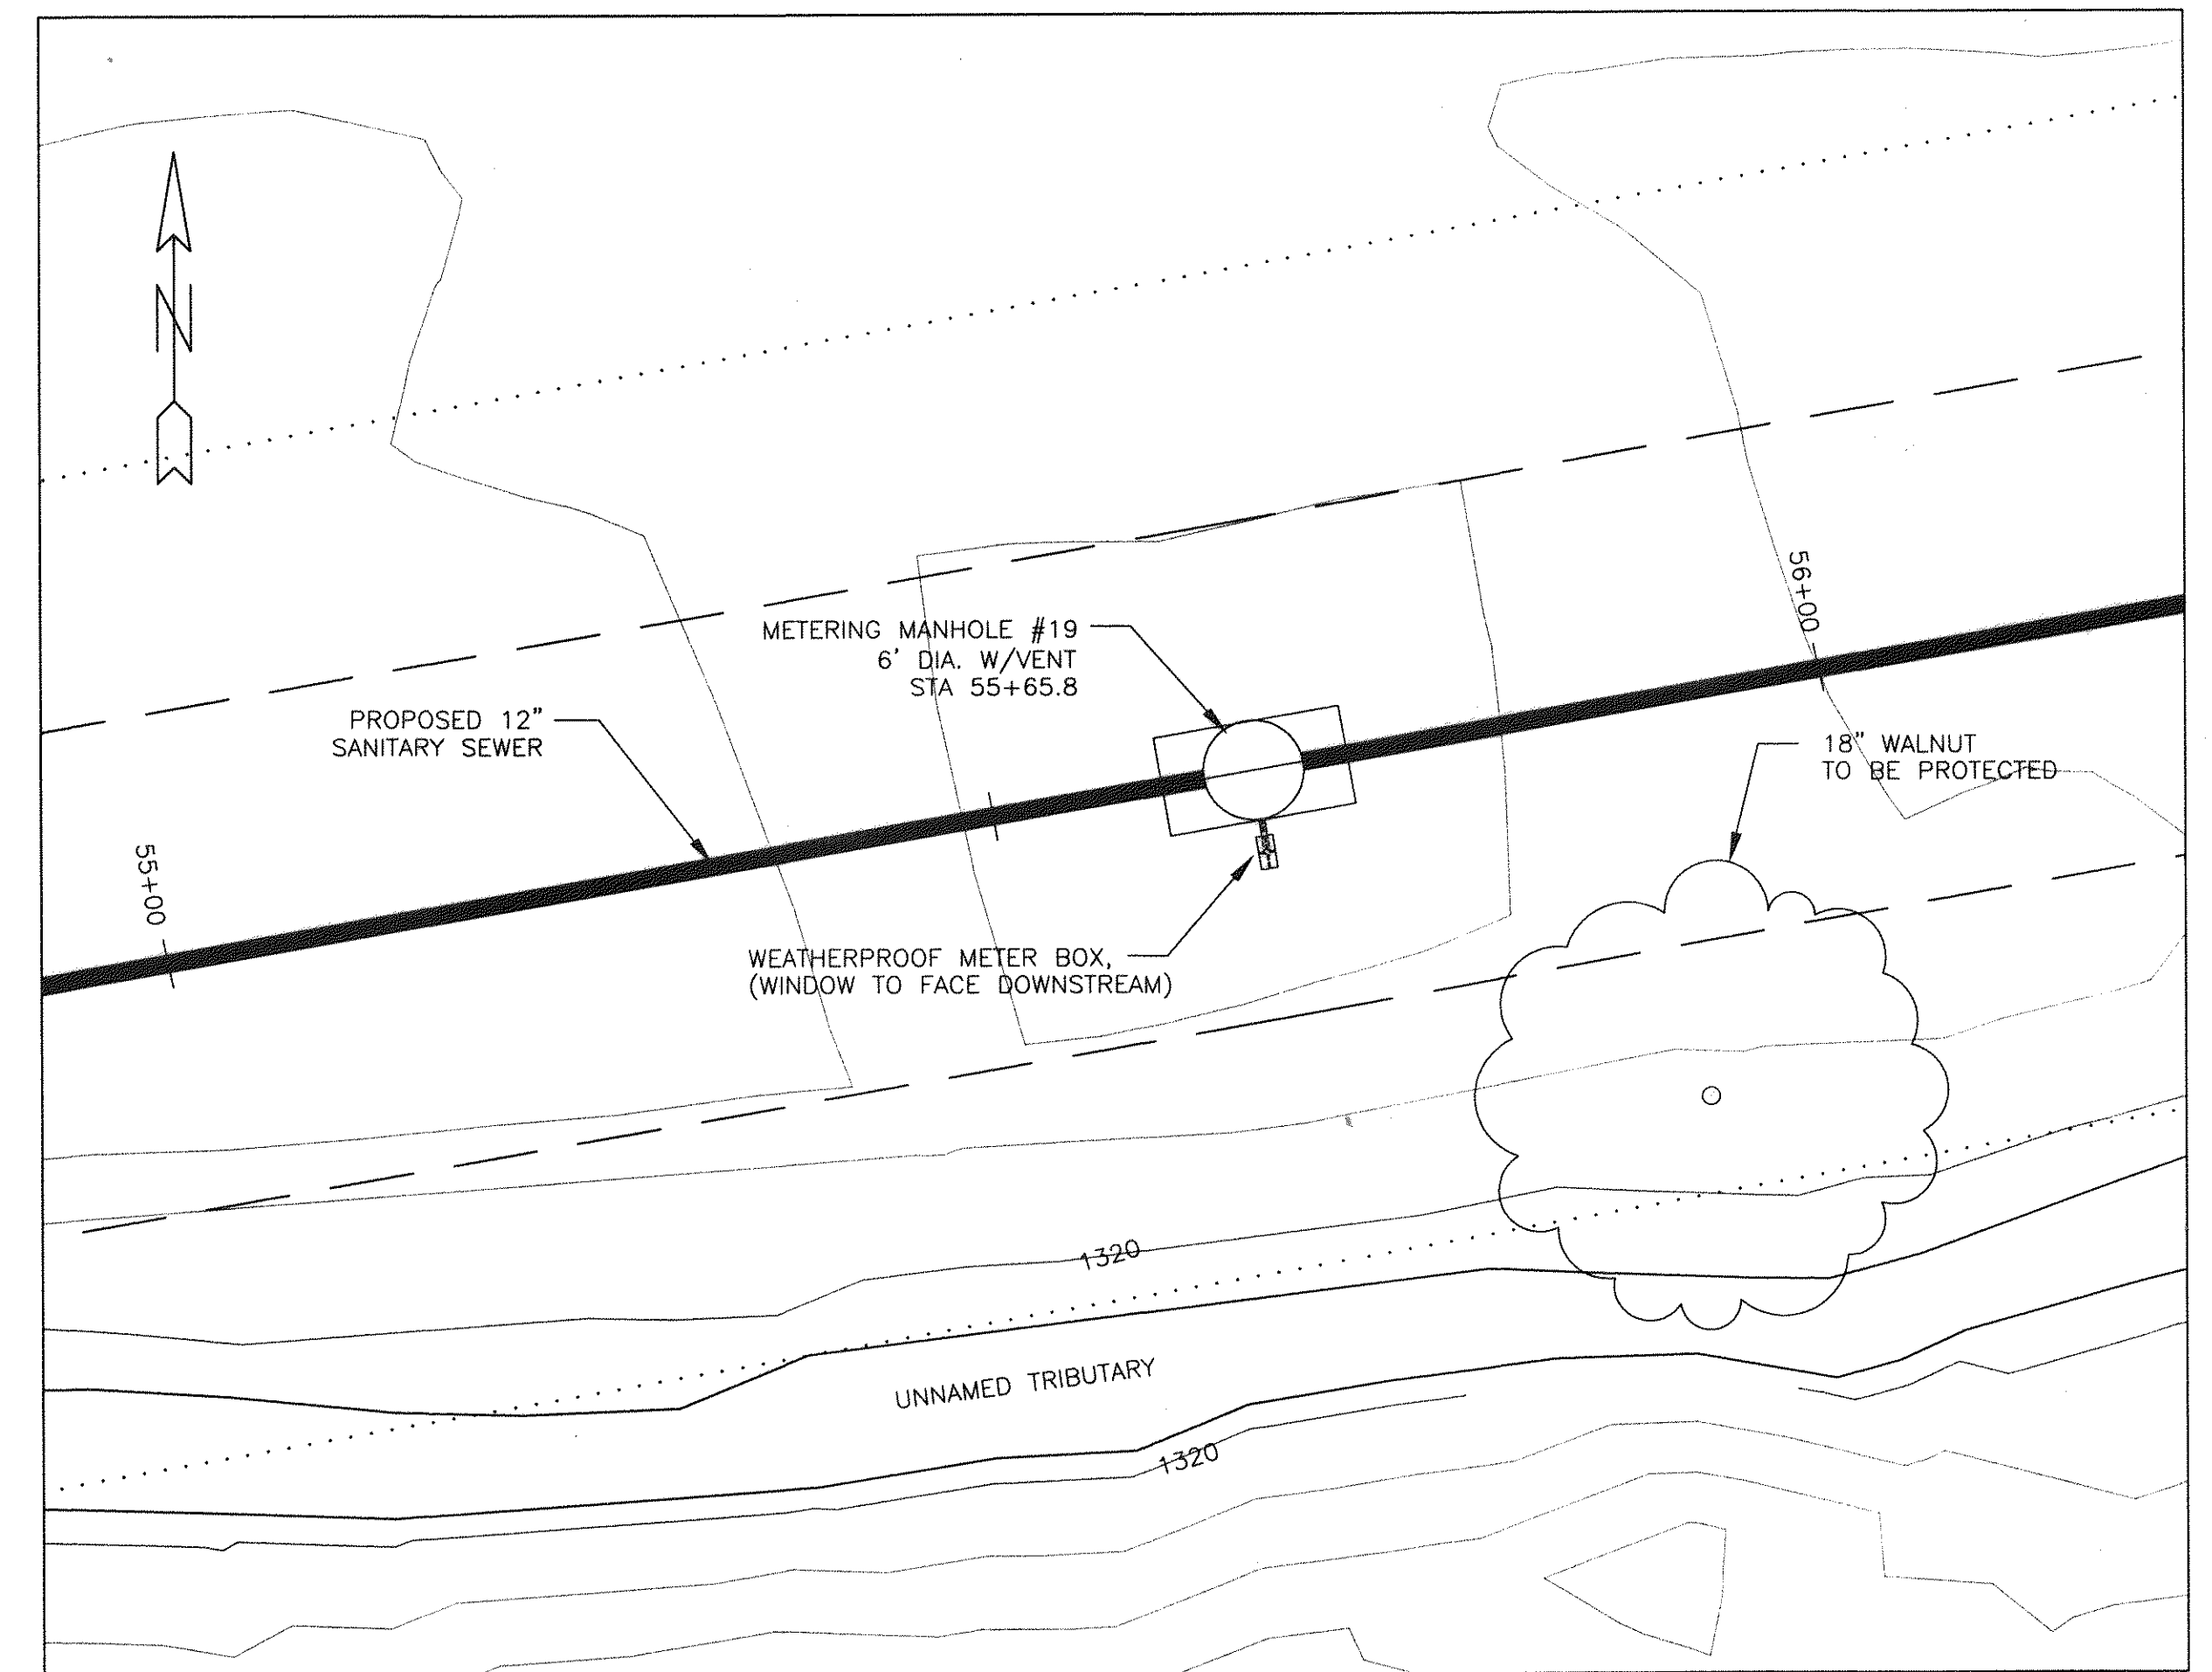 N
56+00
METERING MANHOLE #19
6' DIA. W/VENT
STA 55+65.8
PROPOSED 12"
SANITARY SEWER
18" WALNUT
TO BE PROTECTED
55+00
WEATHERPROOF METER BOX,
(WINDOW TO FACE DOWNSTREAM)
1320
UNNAMED TRIBUTARY
1320